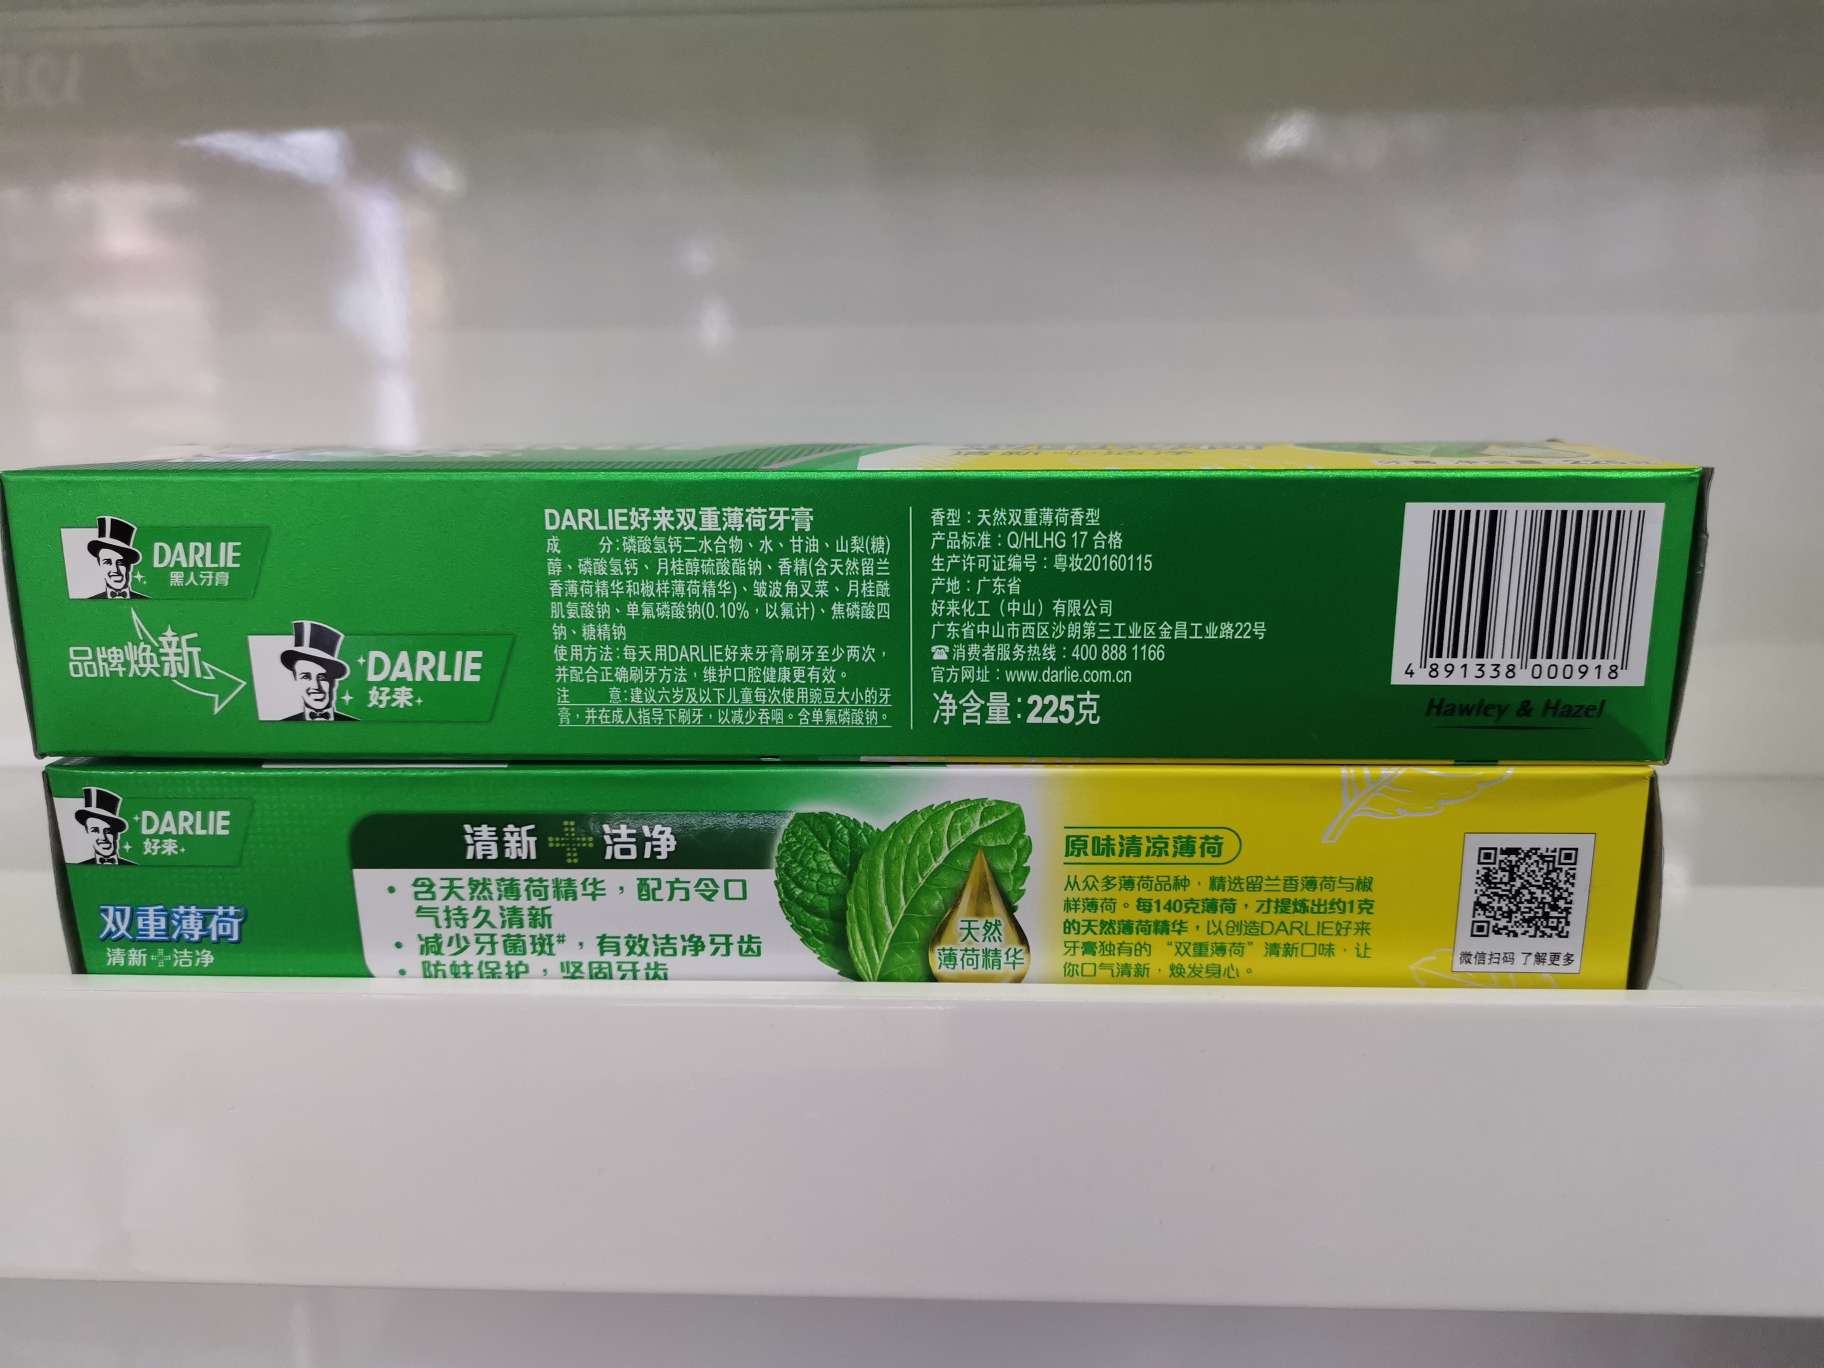 DARLIE
黑人牙膏
品牌焕新
DARLIE
好来
DARLIE好来双重薄荷牙膏
成 分:磷酸氢钙二水合物、水、甘油、山梨(糖)
醇、磷酸氢钙、月桂醇硫酸酯钠、香精(含天然留兰
香薄荷精华和椒样薄荷精华)、皱波角叉菜、月桂酰
肌氨酸钠、单氟磷酸钠(0.10%,以氟计)、焦磷酸四
钠、糖精钠
使用方法:每天用DARLIE好来牙膏刷牙至少两次,
并配合正确刷牙方法,维护口腔健康更有效。
注 意:建议六岁及以下儿童每次使用豌豆大小的牙
膏,并在成人指导下刷牙,以减少吞咽。含单氟磷酸钠。
香型:天然双重薄荷香型
产品标准:Q/HLHG 17 合格
生产许可证编号:粤妆20160115
产地:广东省
好来化工(中山)有限公司
广东省中山市西区沙朗第三工业区金昌工业路22号
☎消费者服务热线:400 888 1166
官方网址:www.darlie.com.cn
净含量:225克
4 891338 000918
Hawley & Hazel
DARLIE
好来
双重薄荷
清新+洁净
清新+洁净
• 含天然薄荷精华,配方令口
气持久清新
• 减少牙菌斑#,有效洁净牙齿
• 防蛀保护,坚固牙齿
天然
薄荷精华
原味清凉薄荷
从众多薄荷品种,精选留兰香薄荷与椒
样薄荷。每140克薄荷,才提炼出约1克
的天然薄荷精华,以创造DARLIE好来
牙膏独有的“双重薄荷”清新口味,让
你口气清新,焕发身心。
微信扫码 了解更多